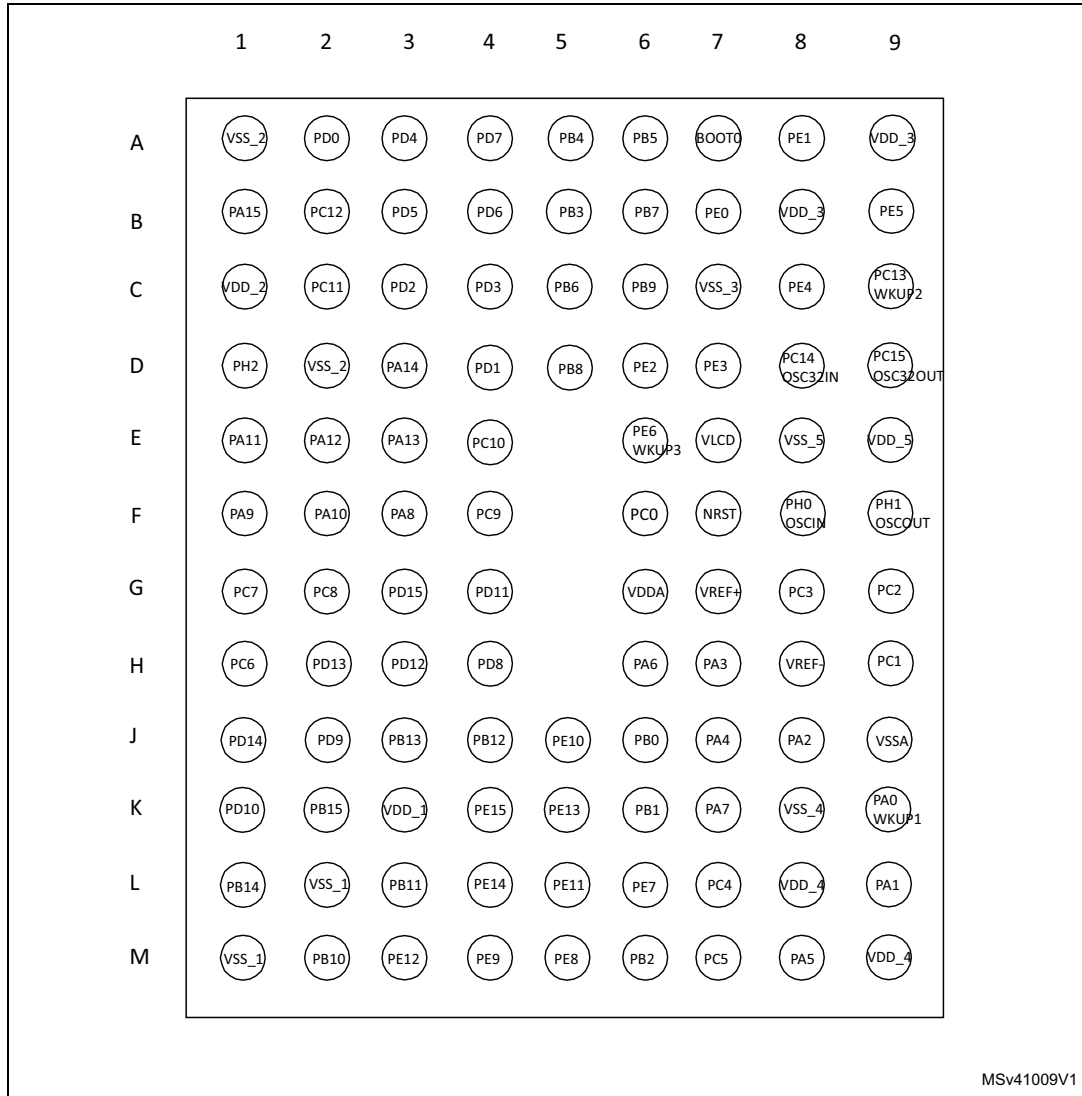 1 2 3 4 5 6 7 8 9
A VSS_2 PD0 PD4 PD7 PB4 PB5 BOOT0 PE1 VDD_3
B PA15 PC12 PD5 PD6 PB3 PB7 PE0 VDD_3 PE5
C VDD_2 PC11 PD2 PD3 PB6 PB9 VSS_3 PE4 PC13
WKUP2
D PH2 VSS_2 PA14 PD1 PB8 PE2 PE3 PC14 PC15
OSC32IN OSC32OUT
E PA11 PA12 PA13 PC10 PE6 VLCD VSS_5 VDD_5
WKUP3
F PA9 PA10 PA8 PC9 PC0 NRST PH0 PH1
OSCIN OSCOUT
G PC7 PC8 PD15 PD11 VDDA VREF+ PC3 PC2
H PC6 PD13 PD12 PD8 PA6 PA3 VREF- PC1
J PD14 PD9 PB13 PB12 PE10 PB0 PA4 PA2 VSSA
K PD10 PB15 VDD_1 PE15 PE13 PB1 PA7 VSS_4 PA0
WKUP1
L PB14 VSS_1 PB11 PE14 PE11 PE7 PC4 VDD_4 PA1
M VSS_1 PB10 PE12 PE9 PE8 PB2 PC5 PA5 VDD_4
MSv41009V1